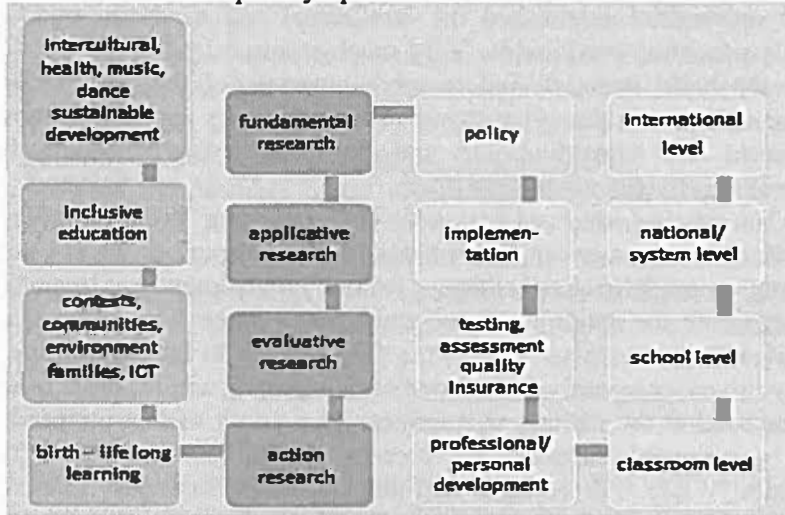 intercultural,
health, music,
dance
sustainable
development
inclusive
education
contexts,
communities,
environment
families, ICT
birth – life long
learning
fundamental
research
applicative
research
evaluative
research
action
research
policy
implemen-
tation
testing,
assessment
quality
insurance
professional/
personal
development
international
level
national/
system level
school level
classroom level